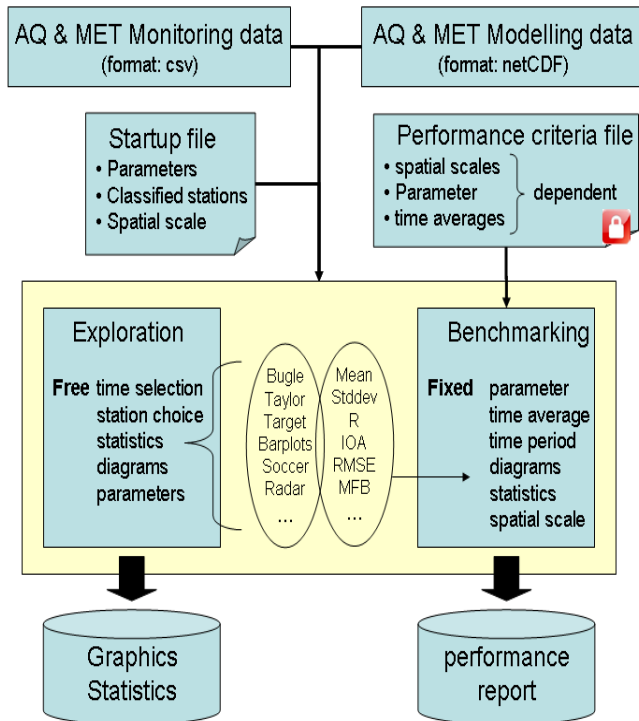 AQ & MET Monitoring data
(format: csv)
AQ & MET Modelling data
(format: netCDF)
Startup file
• Parameters
• Classified stations
• Spatial scale
Performance criteria file
• spatial scales
• Parameter
• time averages
dependent
Exploration
Free time selection
station choice
statistics
diagrams
parameters
Bugle
Taylor
Target
Barplots
Soccer
Radar
...
Mean
Stddev
R
IOA
RMSE
MFB
...
Benchmarking
Fixed parameter
time average
time period
diagrams
statistics
spatial scale
Graphics
Statistics
performance
report